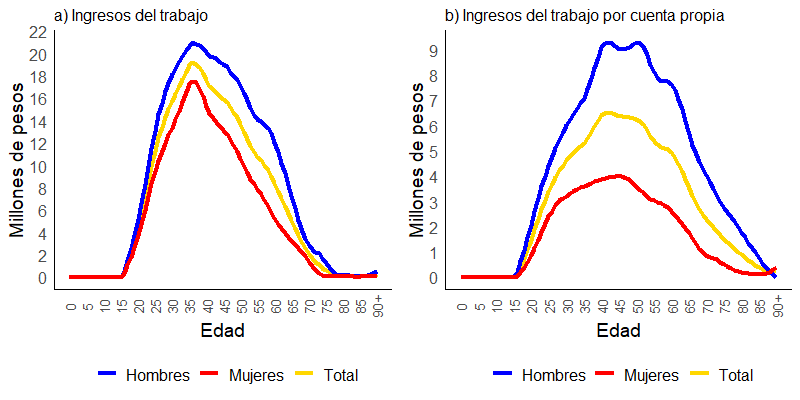 a) Ingresos del trabajo
Millones de pesos
22
20
18
16
14
12
10
8
6
4
2
0
0 5 10 15 20 25 30 35 40 45 50 55 60 65 70 75 80 85 90+
Edad
Hombres Mujeres Total
b) Ingresos del trabajo por cuenta propia
Millones de pesos
9
8
7
6
5
4
3
2
1
0
0 5 10 15 20 25 30 35 40 45 50 55 60 65 70 75 80 85 90+
Edad
Hombres Mujeres Total